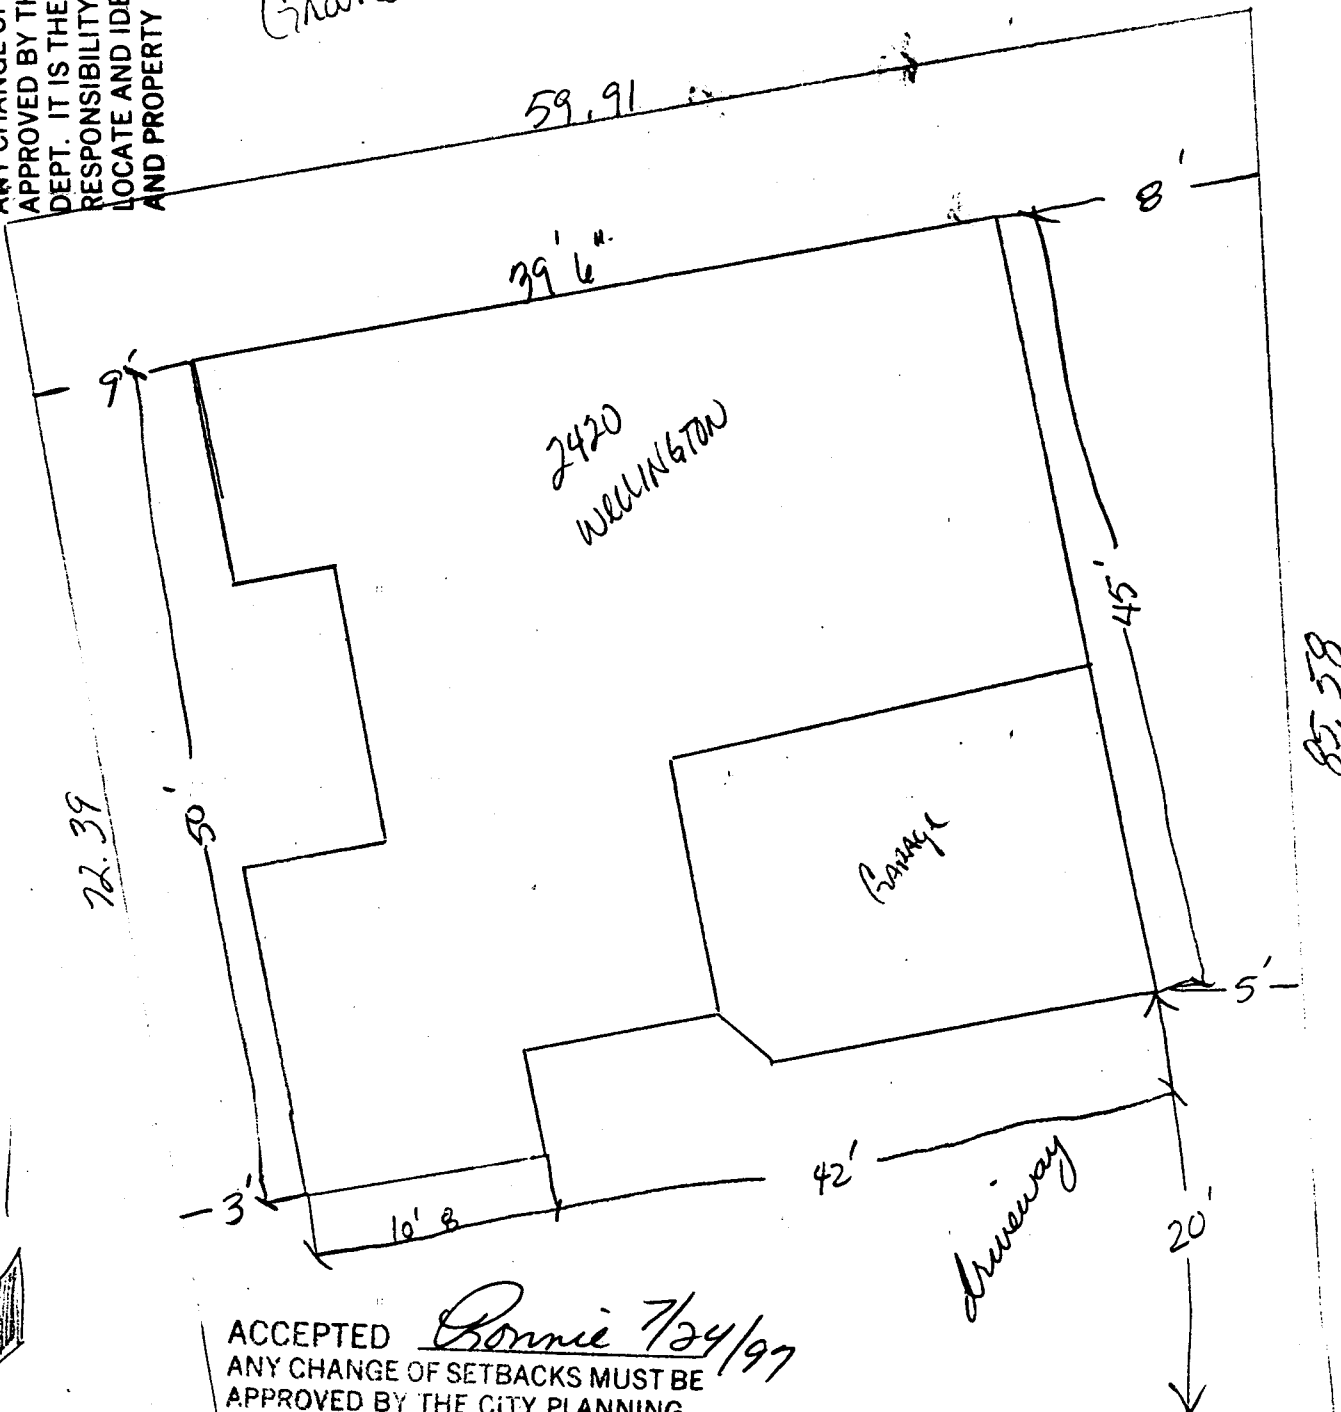 ANY CHANGE OF
APPROVED BY TH
DEPT. IT IS THE
RESPONSIBILITY
LOCATE AND IDE
AND PROPERTY
59.91
8'
39' 6"
9'
2420
WELLINGTON
45'
85.58
72.39
50'
GARAGE
5'
3'
10' 8
42'
driveway
20'
ACCEPTED Ronnie 7/24/97
ANY CHANGE OF SETBACKS MUST BE
APPROVED BY THE CITY PLANNING